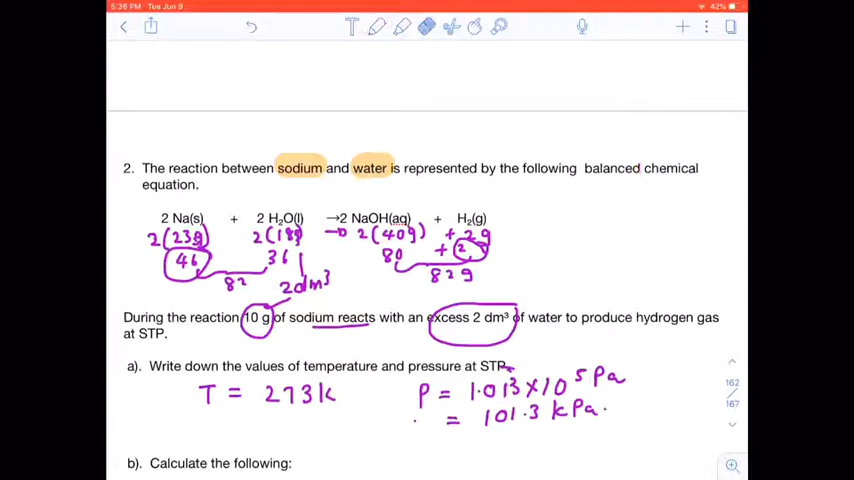 5:36 PM Tue Jun 9
42%
2. The reaction between sodium and water is represented by the following balanced chemical
equation.
2 Na(s) + 2 H₂O(l) →2 NaOH(aq) + H₂(g)
2(23g) 2(18g) → 2(40g) + 2g
46 36 80 + 2
82 82g
2dm³
During the reaction 10 g of sodium reacts with an excess 2 dm³ of water to produce hydrogen gas
at STP.
a). Write down the values of temperature and pressure at STP.
T = 273k P = 1.013×10⁵ Pa
= 101.3 kPa.
162
167
b). Calculate the following: